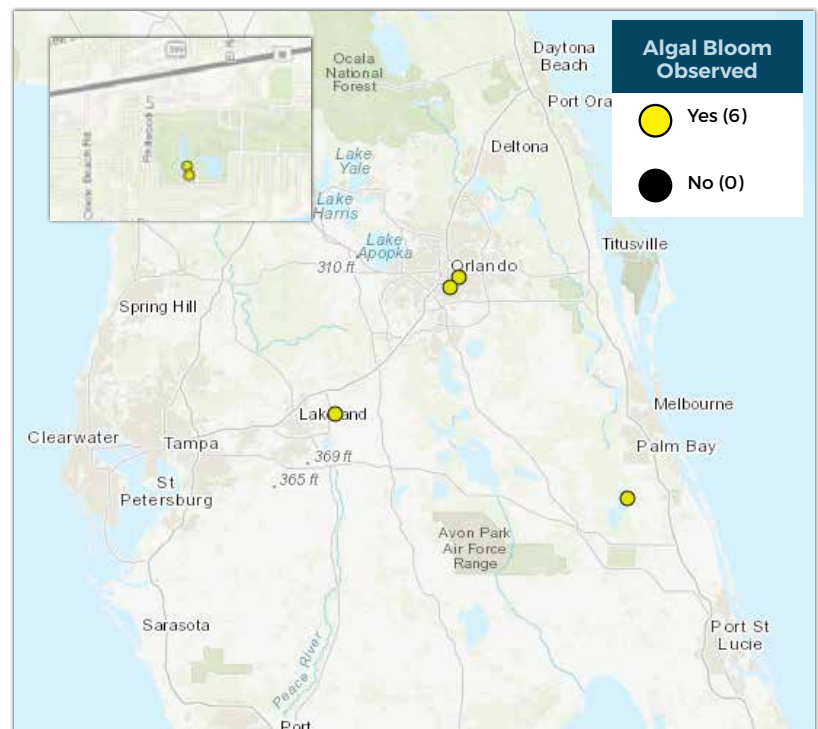 Algal Bloom
Observed
Yes (6)
No (0)
Redwood Ln
Daytona
Beach
Port Ora
Ocala
National
Forest
Deltona
Lake
Yale
Lake
Harris
Lake
Apopka
310 ft
Orlando
Titusville
Spring Hill
Lakeland
Melbourne
Clearwater
Tampa
369 ft
365 ft
Palm Bay
St
Petersburg
Avon Park
Air Force
Range
Sarasota
Peace River
Port St
Lucie
Port